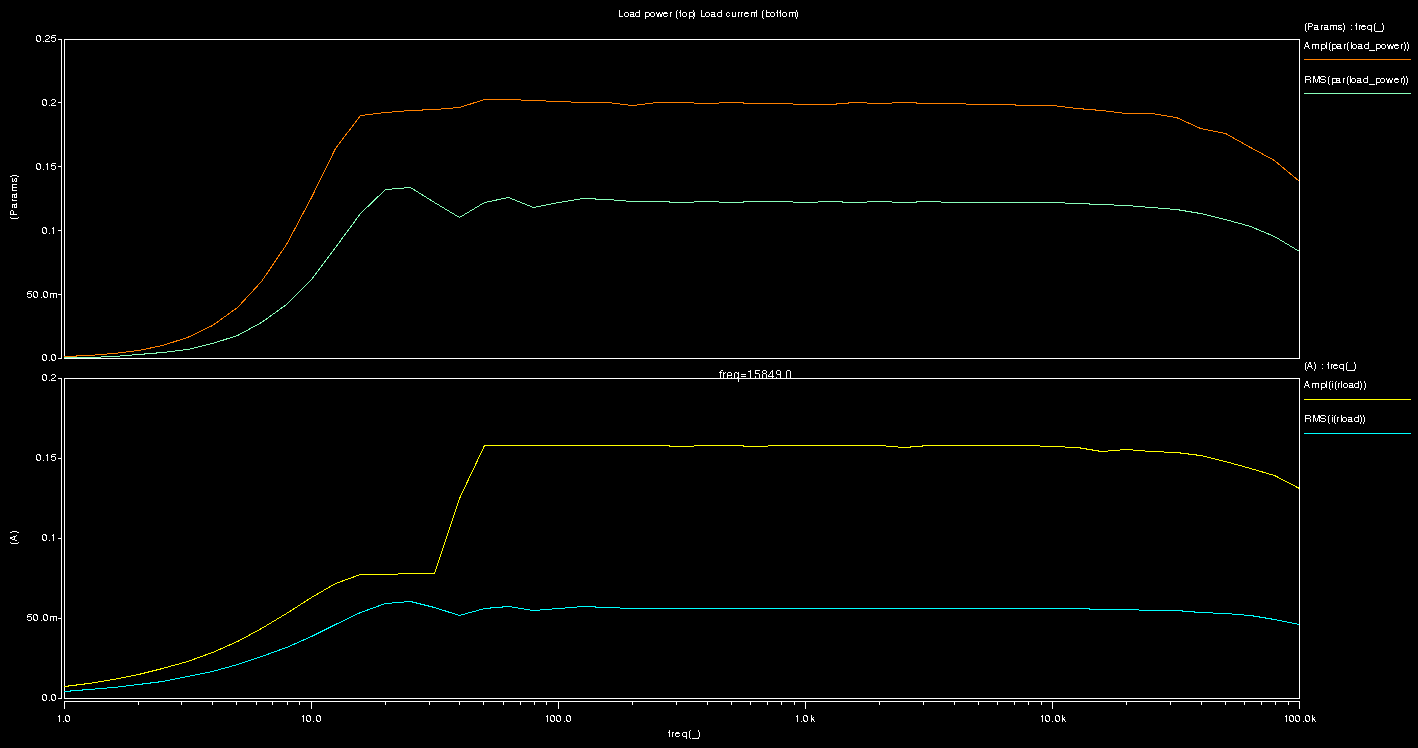 Load power (top) Load current (bottom)
(Params) : freq(_)
Ampl(par(load_power))
RMS(par(load_power))
0.25
0.2
0.15
0.1
50.0m
0.0
(Params)
freq=15849.0
(A) : freq(_)
Ampl(i(rload))
RMS(i(rload))
0.2
0.15
0.1
50.0m
0.0
(A)
1.0 10.0 100.0 1.0k 10.0k 100.0k
freq(_)